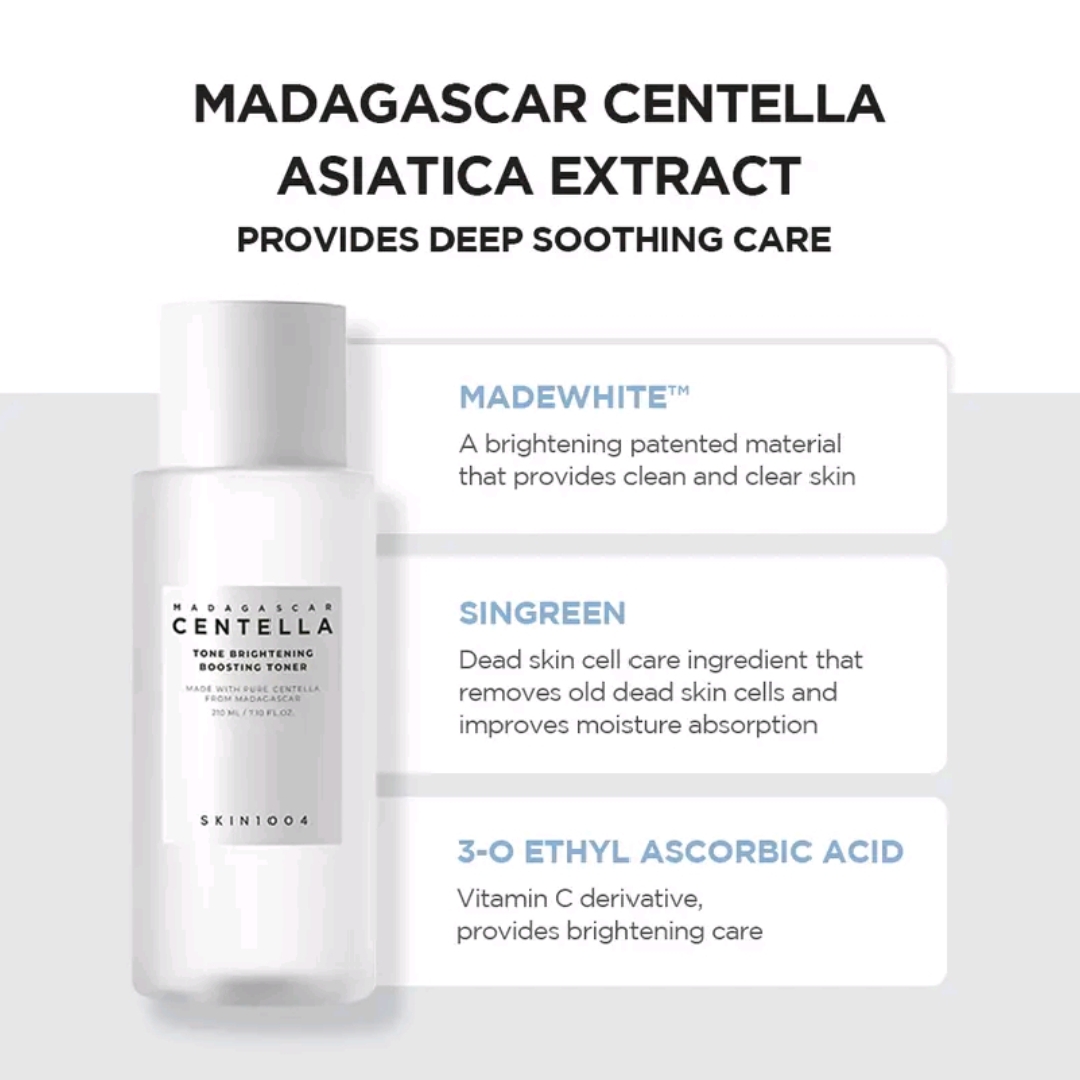 MADAGASCAR CENTELLA
ASIATICA EXTRACT
PROVIDES DEEP SOOTHING CARE
MADEWHITE™
A brightening patented material
that provides clean and clear skin
SINGREEN
Dead skin cell care ingredient that
removes old dead skin cells and
improves moisture absorption
3-O ETHYL ASCORBIC ACID
Vitamin C derivative,
provides brightening care
MADAGASCAR
CENTELLA
TONE BRIGHTENING
BOOSTING TONER
MADE WITH PURE CENTELLA
FROM MADAGASCAR
210 ML / 7.10 FL.OZ.
SKIN1004